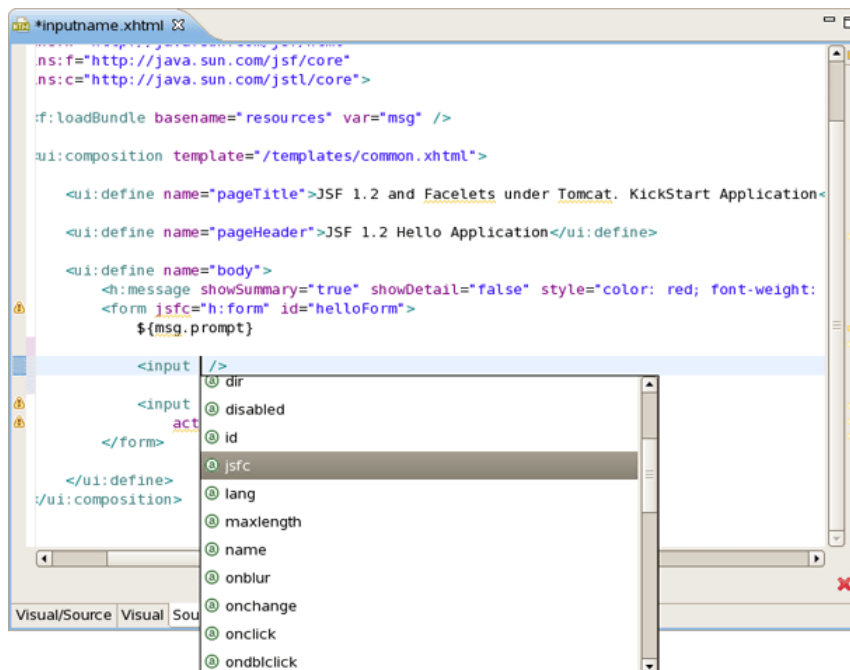 *inputname.xhtml
ns:f="http://java.sun.com/jsf/core"
ns:c="http://java.sun.com/jstl/core">
f:loadBundle basename="resources" var="msg" />
ui:composition template="/templates/common.xhtml">
<ui:define name="pageTitle">JSF 1.2 and Facelets under Tomcat. KickStart Application<
<ui:define name="pageHeader">JSF 1.2 Hello Application</ui:define>
<ui:define name="body">
<h:message showSummary="true" showDetail="false" style="color: red; font-weight:
<form jsfc="h:form" id="helloForm">
${msg.prompt}
<input />
dir
disabled
<input
id
act
</form>
jsfc
</ui:define>
lang
/ui:composition>
maxlength
name
onblur
onchange
Visual/Source Visual Sou
onclick
ondblclick